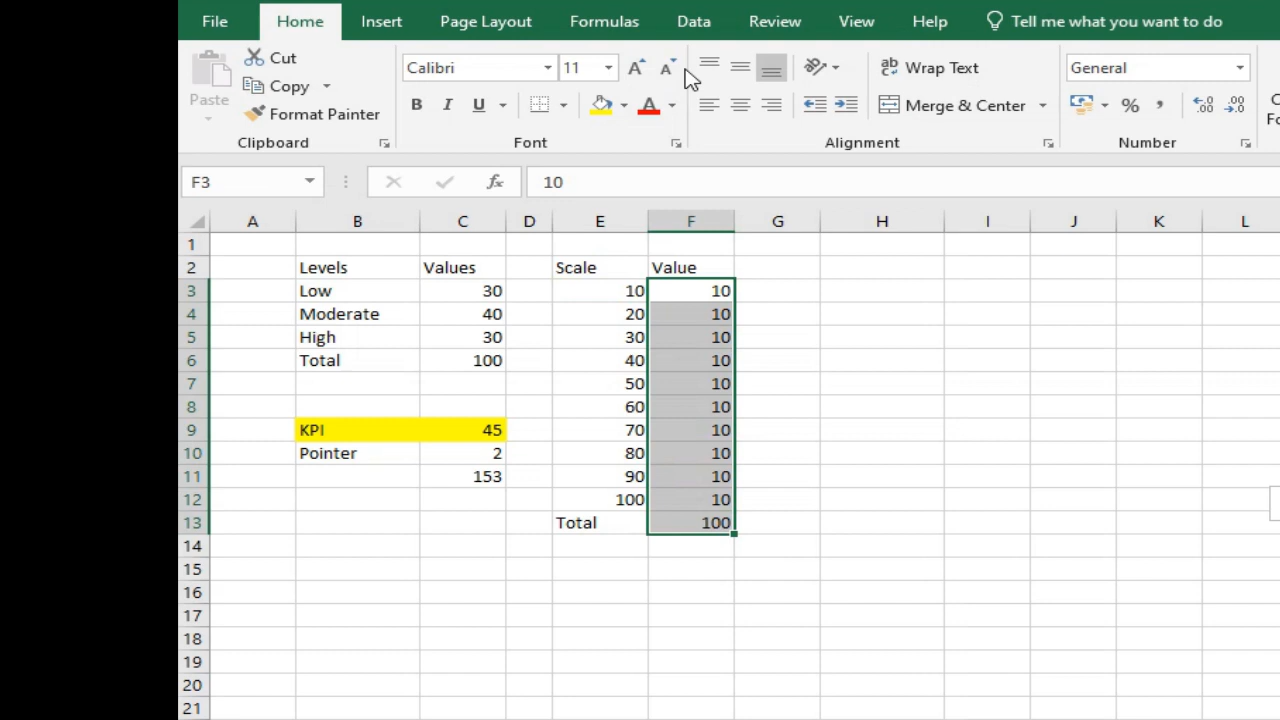 File Home Insert Page Layout Formulas Data Review View Help Tell me what you want to do
Cut
Copy
Format Painter
Paste
Clipboard
Calibri 11 A A
B I U A
Font
ab Wrap Text
Merge & Center
Alignment
General
% , .00 .00
Number
F3 fx 10
A B C D E F G H I J K L
1
2 Levels Values Scale Value
3 Low 30 10 10
4 Moderate 40 20 10
5 High 30 30 10
6 Total 100 40 10
7 50 10
8 60 10
9 KPI 45 70 10
10 Pointer 2 80 10
11 153 90 10
12 100 10
13 Total 100
14
15
16
17
18
19
20
21